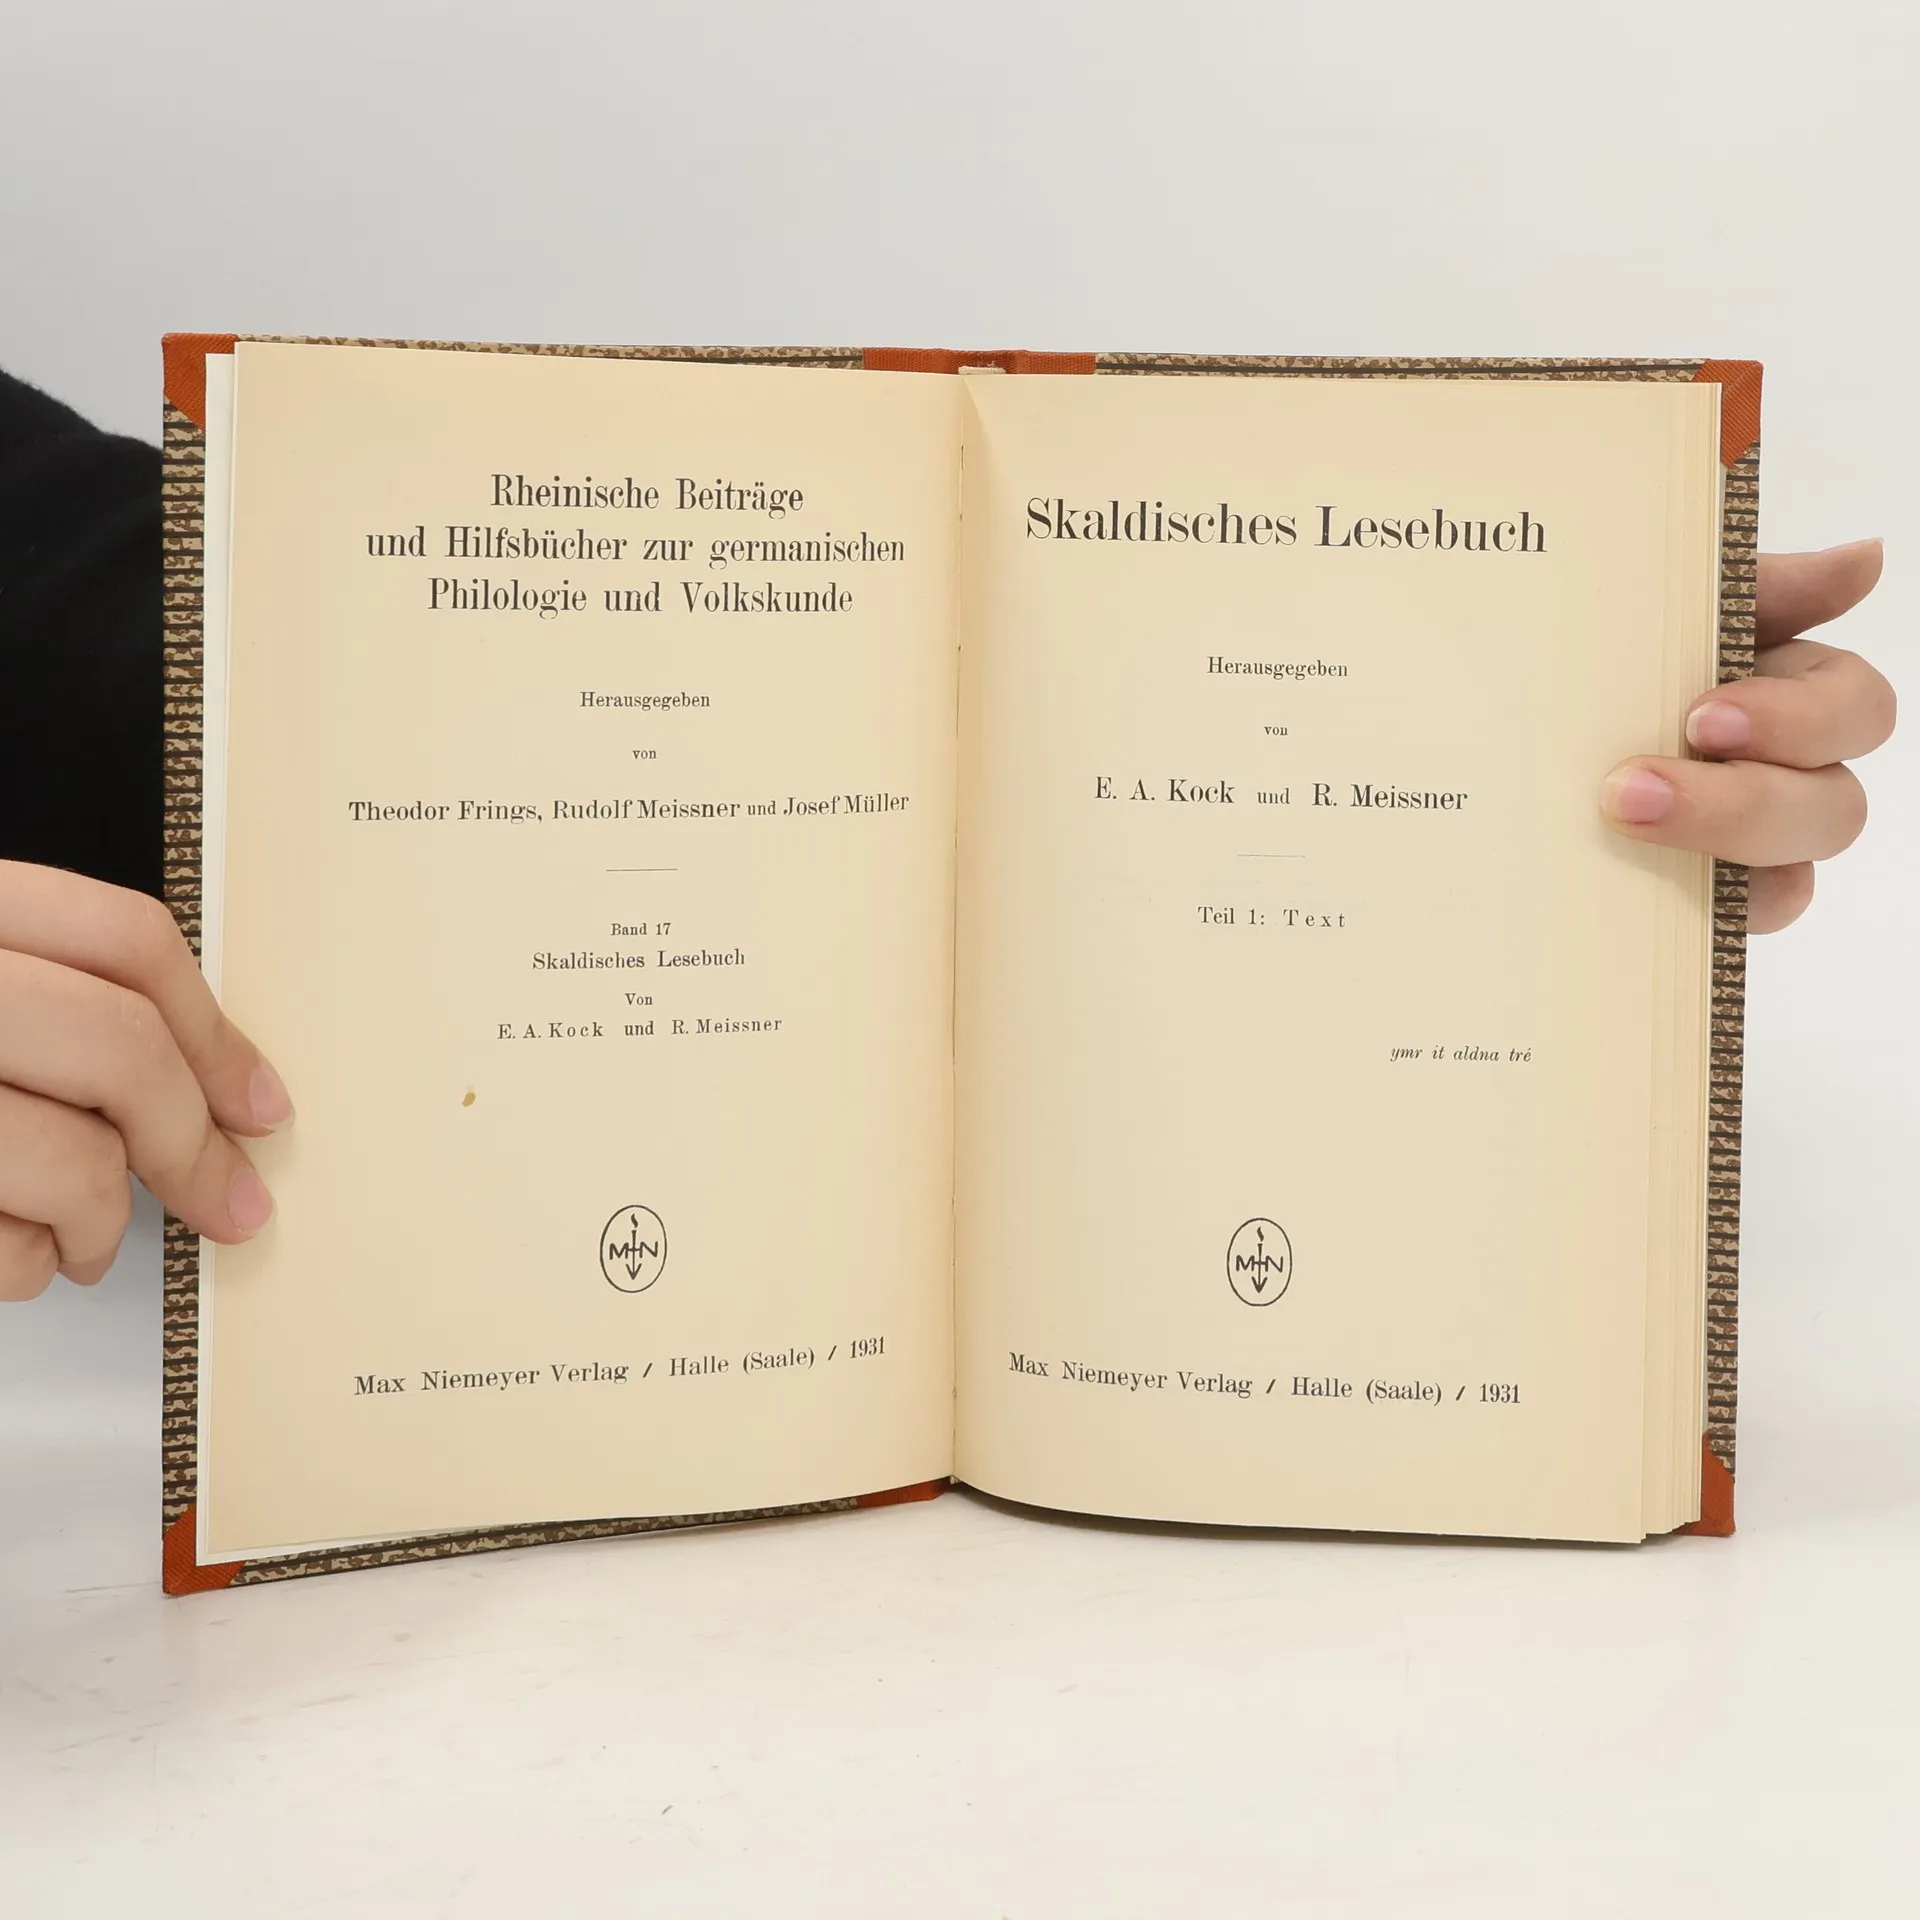 Rheinische Beiträge
und Hilfsbücher zur germanischen
Philologie und Volkskunde
Herausgegeben
von
Theodor Frings, Rudolf Meissner und Josef Müller
Band 17
Skaldisches Lesebuch
Von
E. A. Kock und R. Meissner
MN
Max Niemeyer Verlag / Halle (Saale) / 1931
Skaldisches Lesebuch
Herausgegeben
von
E. A. Kock und R. Meissner
Teil 1: Text
ymr it aldna tré
MN
Max Niemeyer Verlag / Halle (Saale) / 1931